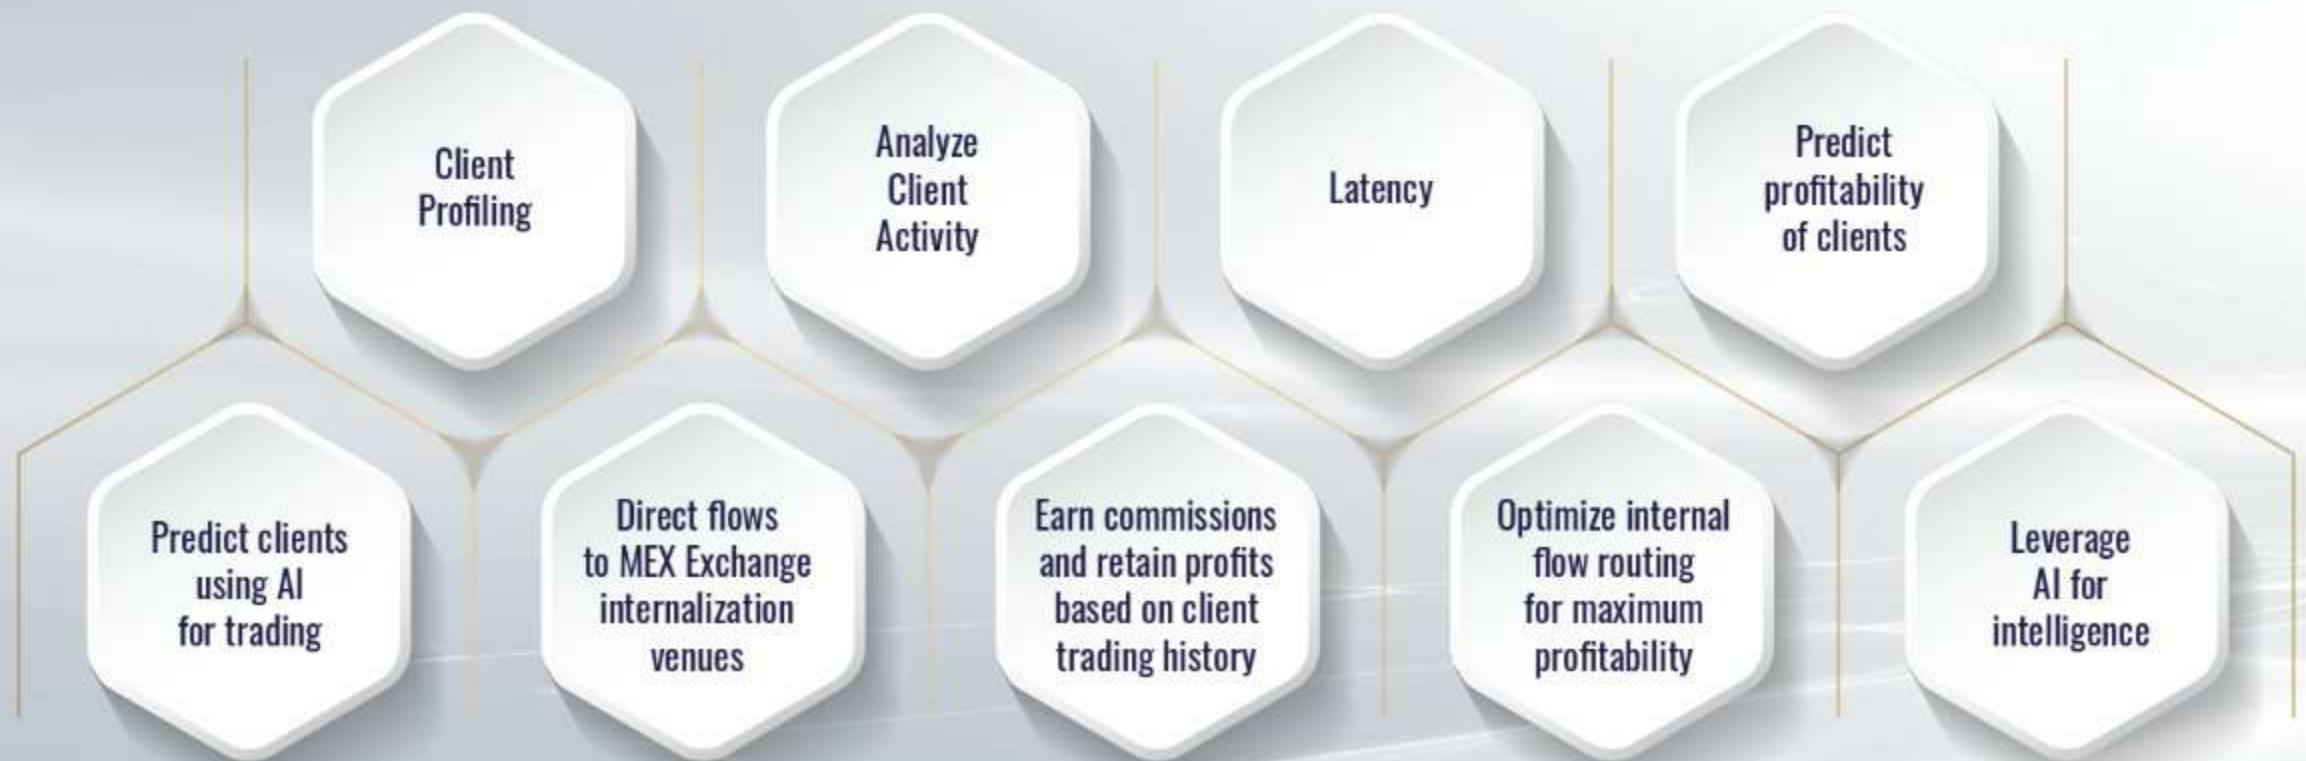 Client
Profiling
Analyze
Client
Activity
Latency
Predict
profitability
of clients
Predict clients
using AI
for trading
Direct flows
to MEX Exchange
internalization
venues
Earn commissions
and retain profits
based on client
trading history
Optimize internal
flow routing
for maximum
profitability
Leverage
AI for
intelligence